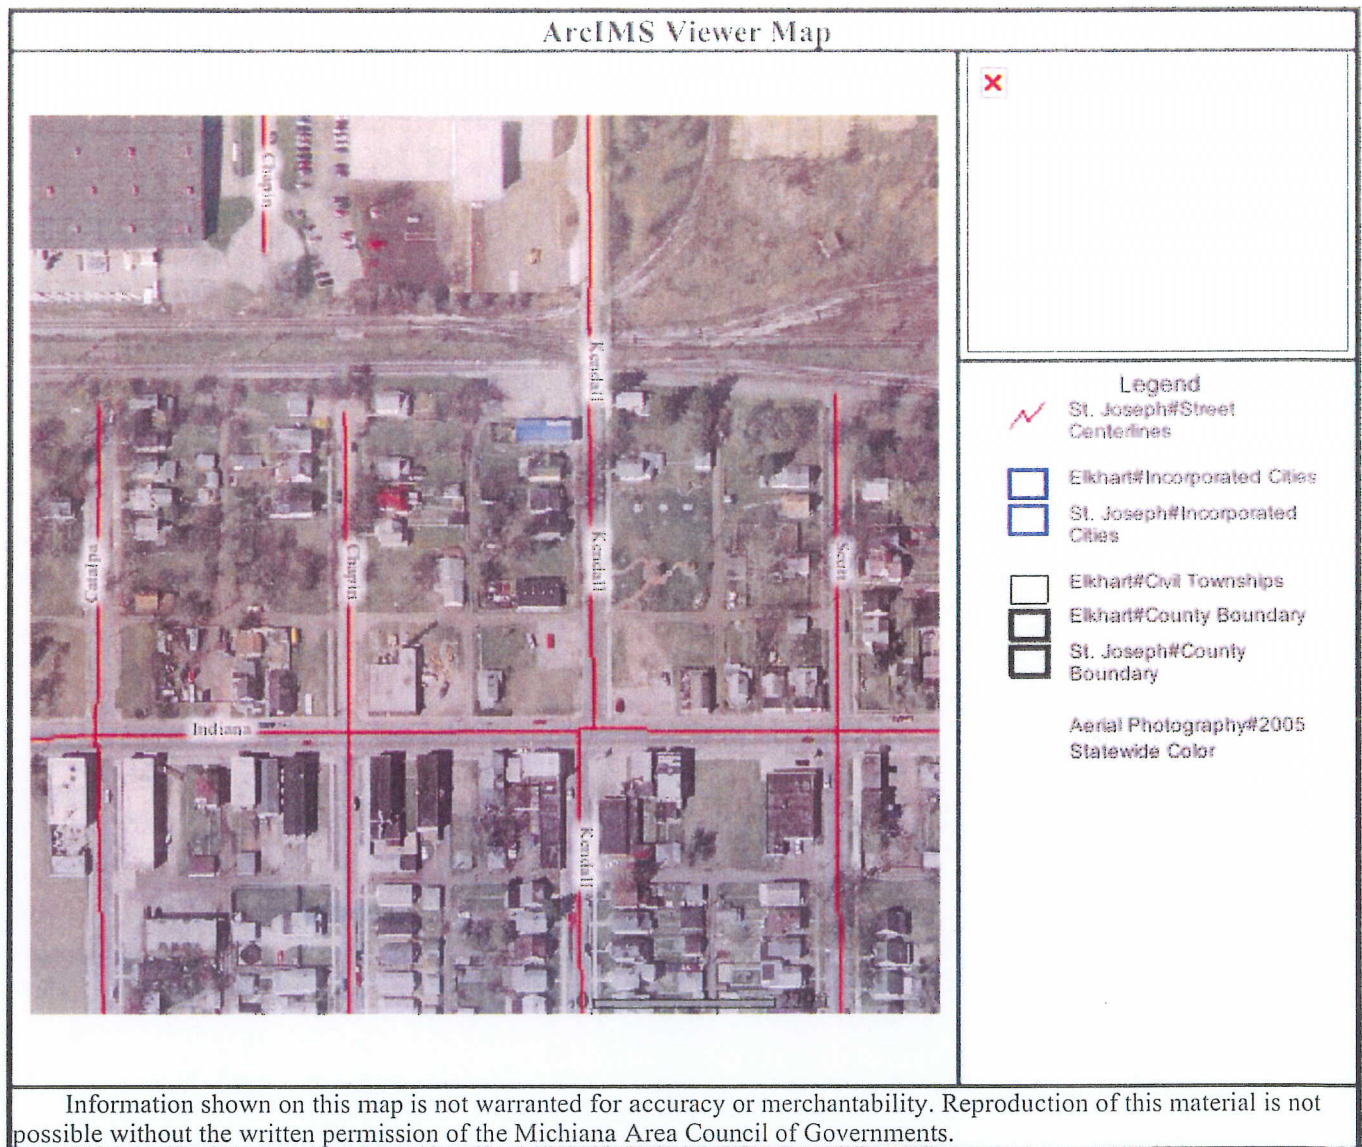 ArcIMS Viewer Map
Chapin
Kendall
Kendall
Chapin
Scott
Indiana
Kendall
0
Legend
St. Joseph#Street
Centerlines
Elkhart#Incorporated Cities
St. Joseph#Incorporated
Cities
Elkhart#Civil Townships
Elkhart#County Boundary
St. Joseph#County
Boundary
Aerial Photography#2005
Statewide Color
Information shown on this map is not warranted for accuracy or merchantability. Reproduction of this material is not
possible without the written permission of the Michiana Area Council of Governments.